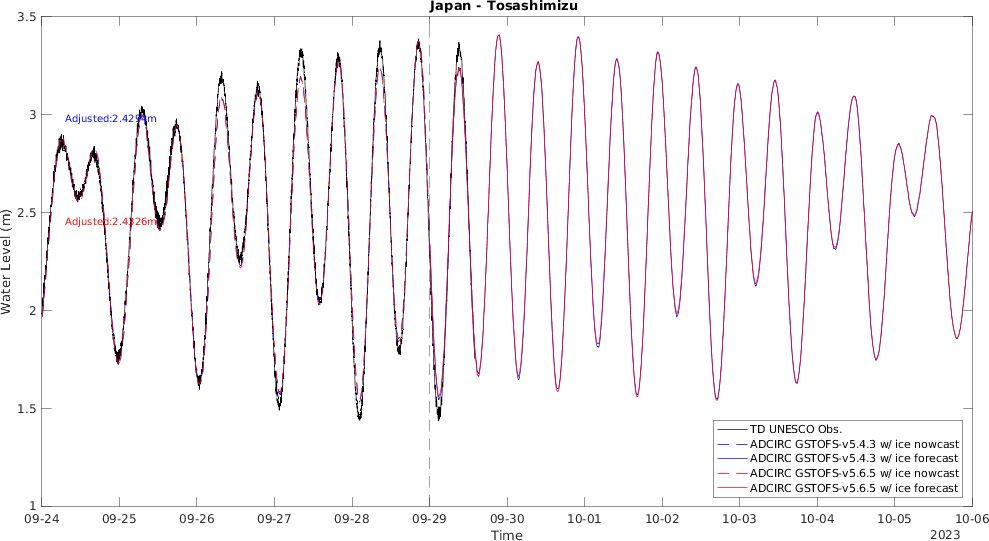 Japan - Tosashimizu
3.5
3
2.5
2
1.5
1
Water Level (m)
Adjusted:2.4294m
Adjusted:2.4326m
TD UNESCO Obs.
ADCIRC GSTOFS-v5.4.3 w/ ice nowcast
ADCIRC GSTOFS-v5.4.3 w/ ice forecast
ADCIRC GSTOFS-v5.6.5 w/ ice nowcast
ADCIRC GSTOFS-v5.6.5 w/ ice forecast
09-24 09-25 09-26 09-27 09-28 09-29 09-30 10-01 10-02 10-03 10-04 10-05 10-06
Time
2023